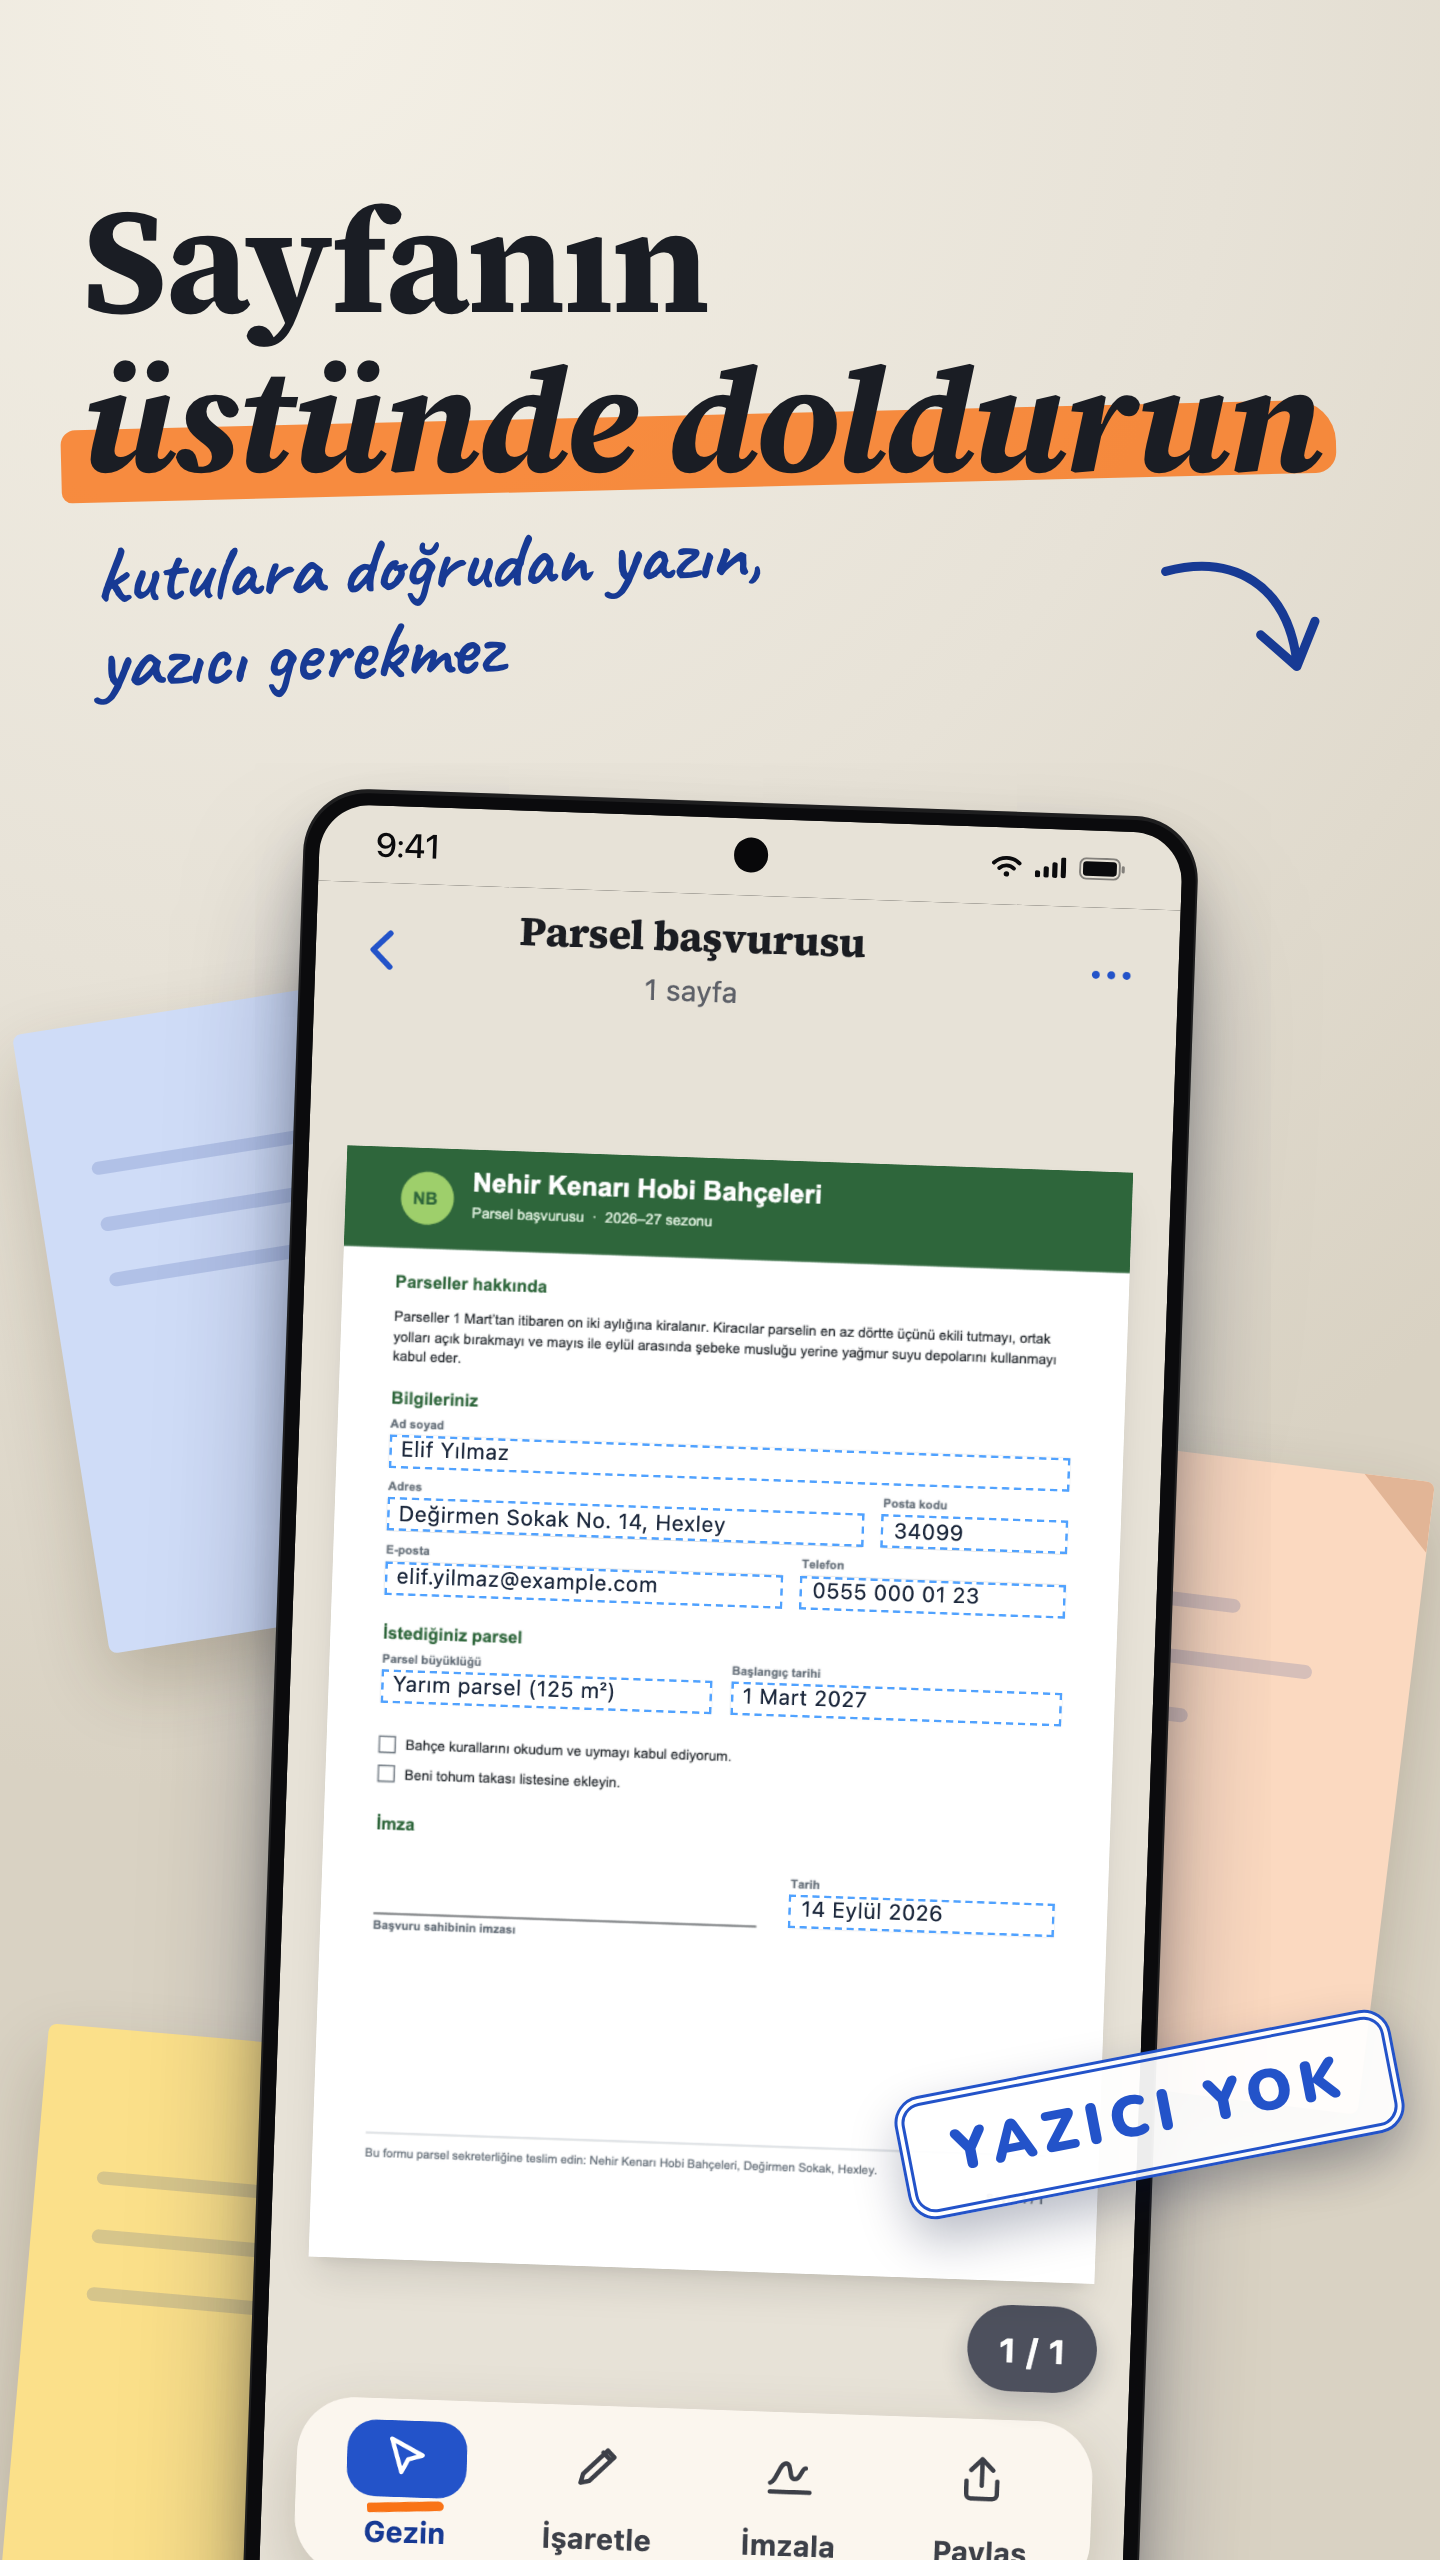 Sayfanın
üstünde doldurun
kutulara doğrudan yazın,
yazıcı gerekmez
9:41
Parsel başvurusu
1 sayfa
NB
Nehir Kenarı Hobi Bahçeleri
Parsel başvurusu · 2026–27 sezonu
Parseller hakkında
Parseller 1 Mart'tan itibaren on iki aylığına kiralanır. Kiracılar parselin en az dörtte üçünü ekili tutmayı, ortak
yolları açık bırakmayı ve mayıs ile eylül arasında şebeke musluğu yerine yağmur suyu depolarını kullanmayı
kabul eder.
Bilgileriniz
Ad soyad
Elif Yılmaz
Adres
Posta kodu
Değirmen Sokak No. 14, Hexley
34099
E-posta
Telefon
elif.yilmaz@example.com
0555 000 01 23
İstediğiniz parsel
Parsel büyüklüğü
Başlangıç tarihi
Yarım parsel (125 m²)
1 Mart 2027
Bahçe kurallarını okudum ve uymayı kabul ediyorum.
Beni tohum takası listesine ekleyin.
İmza
Tarih
14 Eylül 2026
Başvuru sahibinin imzası
YAZICI YOK
Bu formu parsel sekreterliğine teslim edin: Nehir Kenarı Hobi Bahçeleri, Değirmen Sokak, Hexley.
1 / 1
Gezin
İşaretle
İmzala
Paylaş